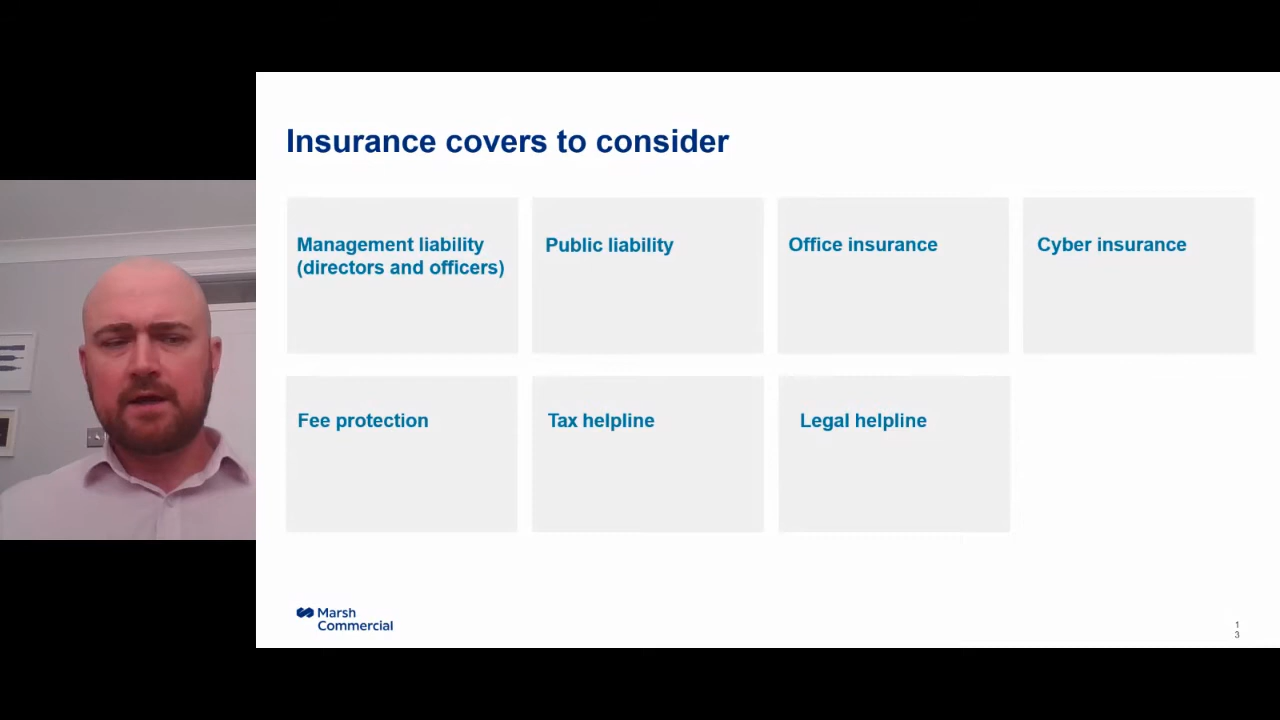 Insurance covers to consider
Management liability
(directors and officers)
Public liability
Office insurance
Cyber insurance
Fee protection
Tax helpline
Legal helpline
Marsh
Commercial
1
3